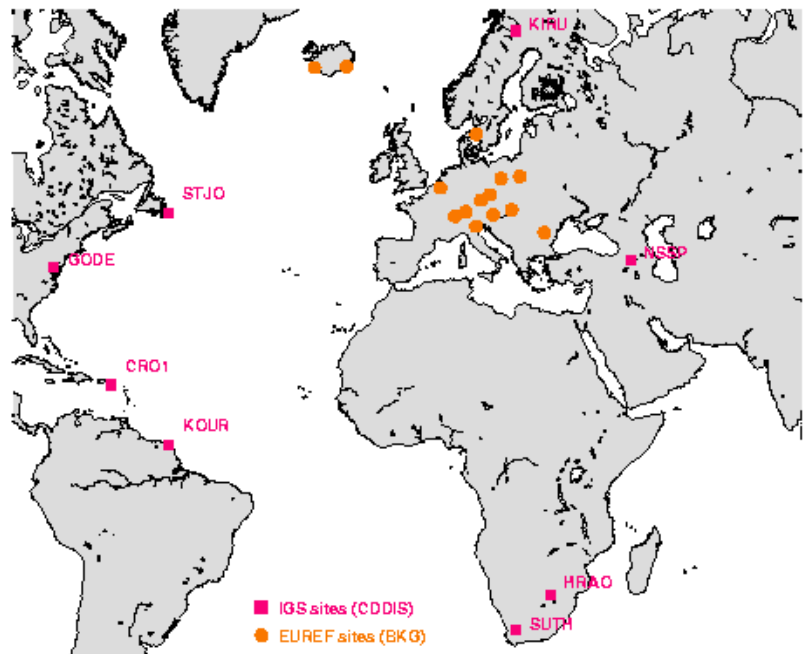 KIRU
STJO
GODE
NSSP
CRO1
KOUR
HRAO
IGS sites (CDDIS)
SUTH
EUREF sites (BKG)